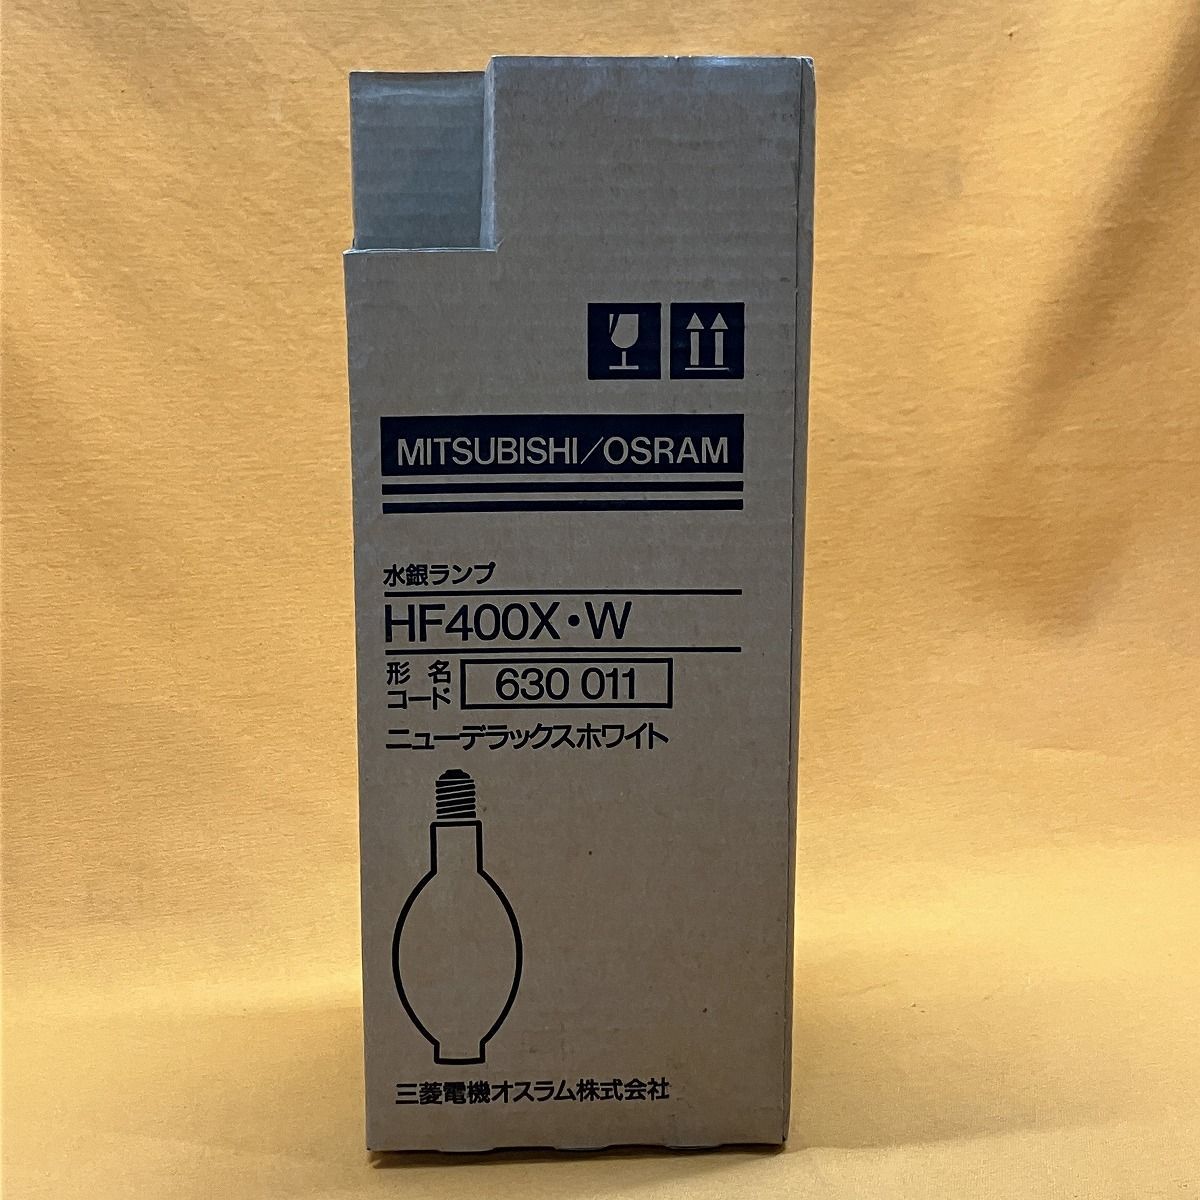 MITSUBISHI/OSRAM
水銀ランプ
HF400X・W
形名
コード 630 011
ニューデラックスホワイト
三菱電機オスラム株式会社